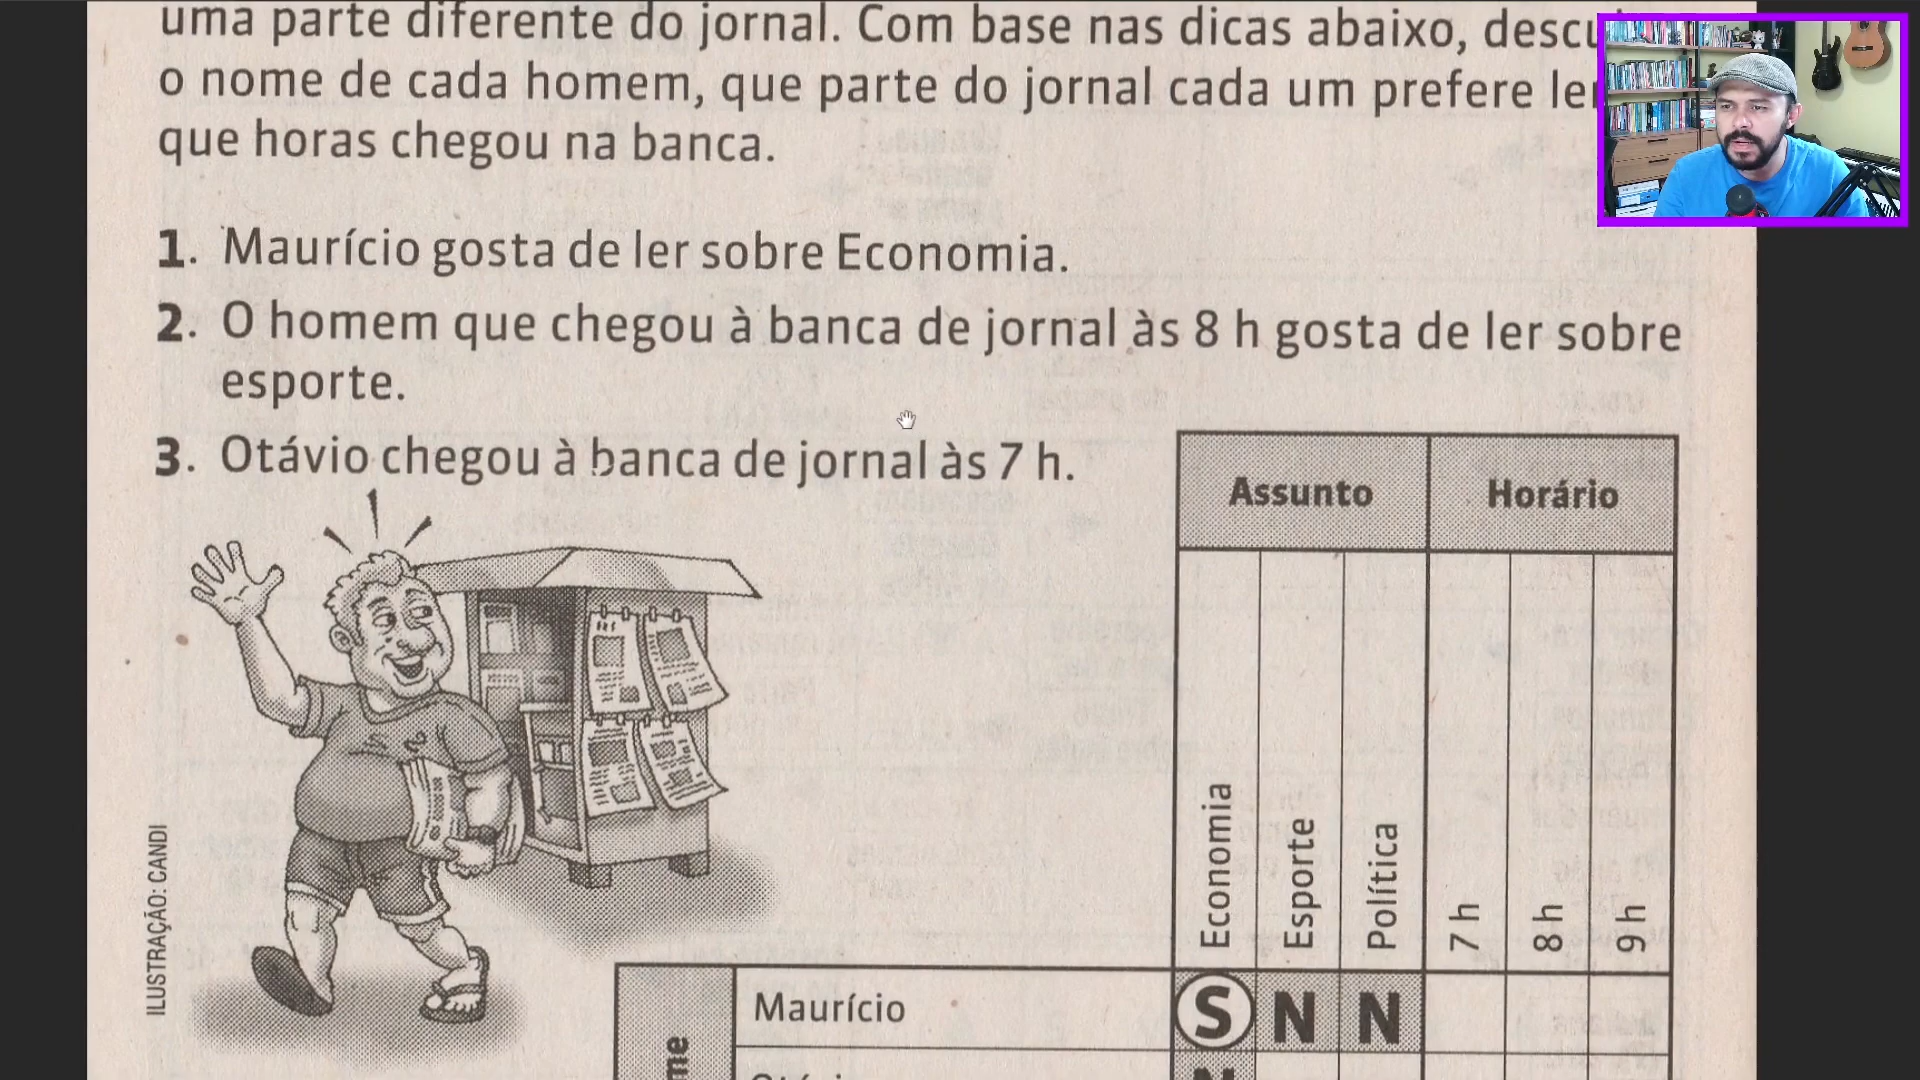 uma parte diferente do jornal. Com base nas dicas abaixo,
o nome de cada homem, que parte do jornal cada um prefere
que horas chegou na banca.
1. Maurício gosta de ler sobre Economia.
2. O homem que chegou à banca de jornal às 8 h gosta de ler sobre
esporte.
3. Otávio chegou à banca de jornal às 7 h.
Assunto Horário
Economia
Esporte
Política
7 h
8 h
9 h
ILUSTRAÇÃO: CANDI
Maurício S N N
N